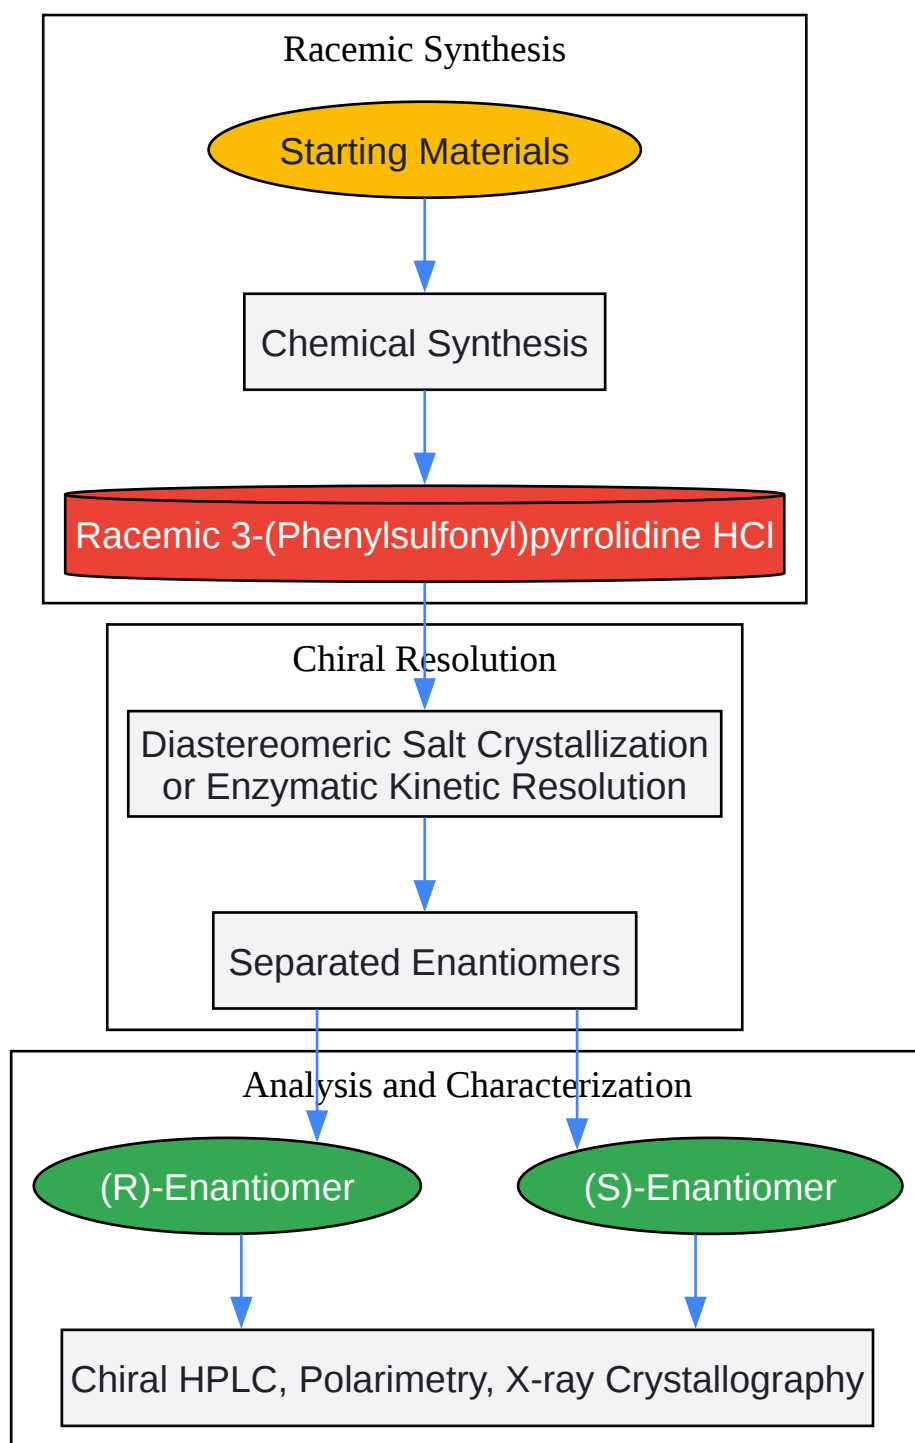 Racemic Synthesis
Starting Materials
Chemical Synthesis
Racemic 3-(Phenylsulfonyl)pyrrolidine HCl
Chiral Resolution
Diastereomeric Salt Crystallization
or Enzymatic Kinetic Resolution
Separated Enantiomers
Analysis and Characterization
(R)-Enantiomer
(S)-Enantiomer
Chiral HPLC, Polarimetry, X-ray Crystallography